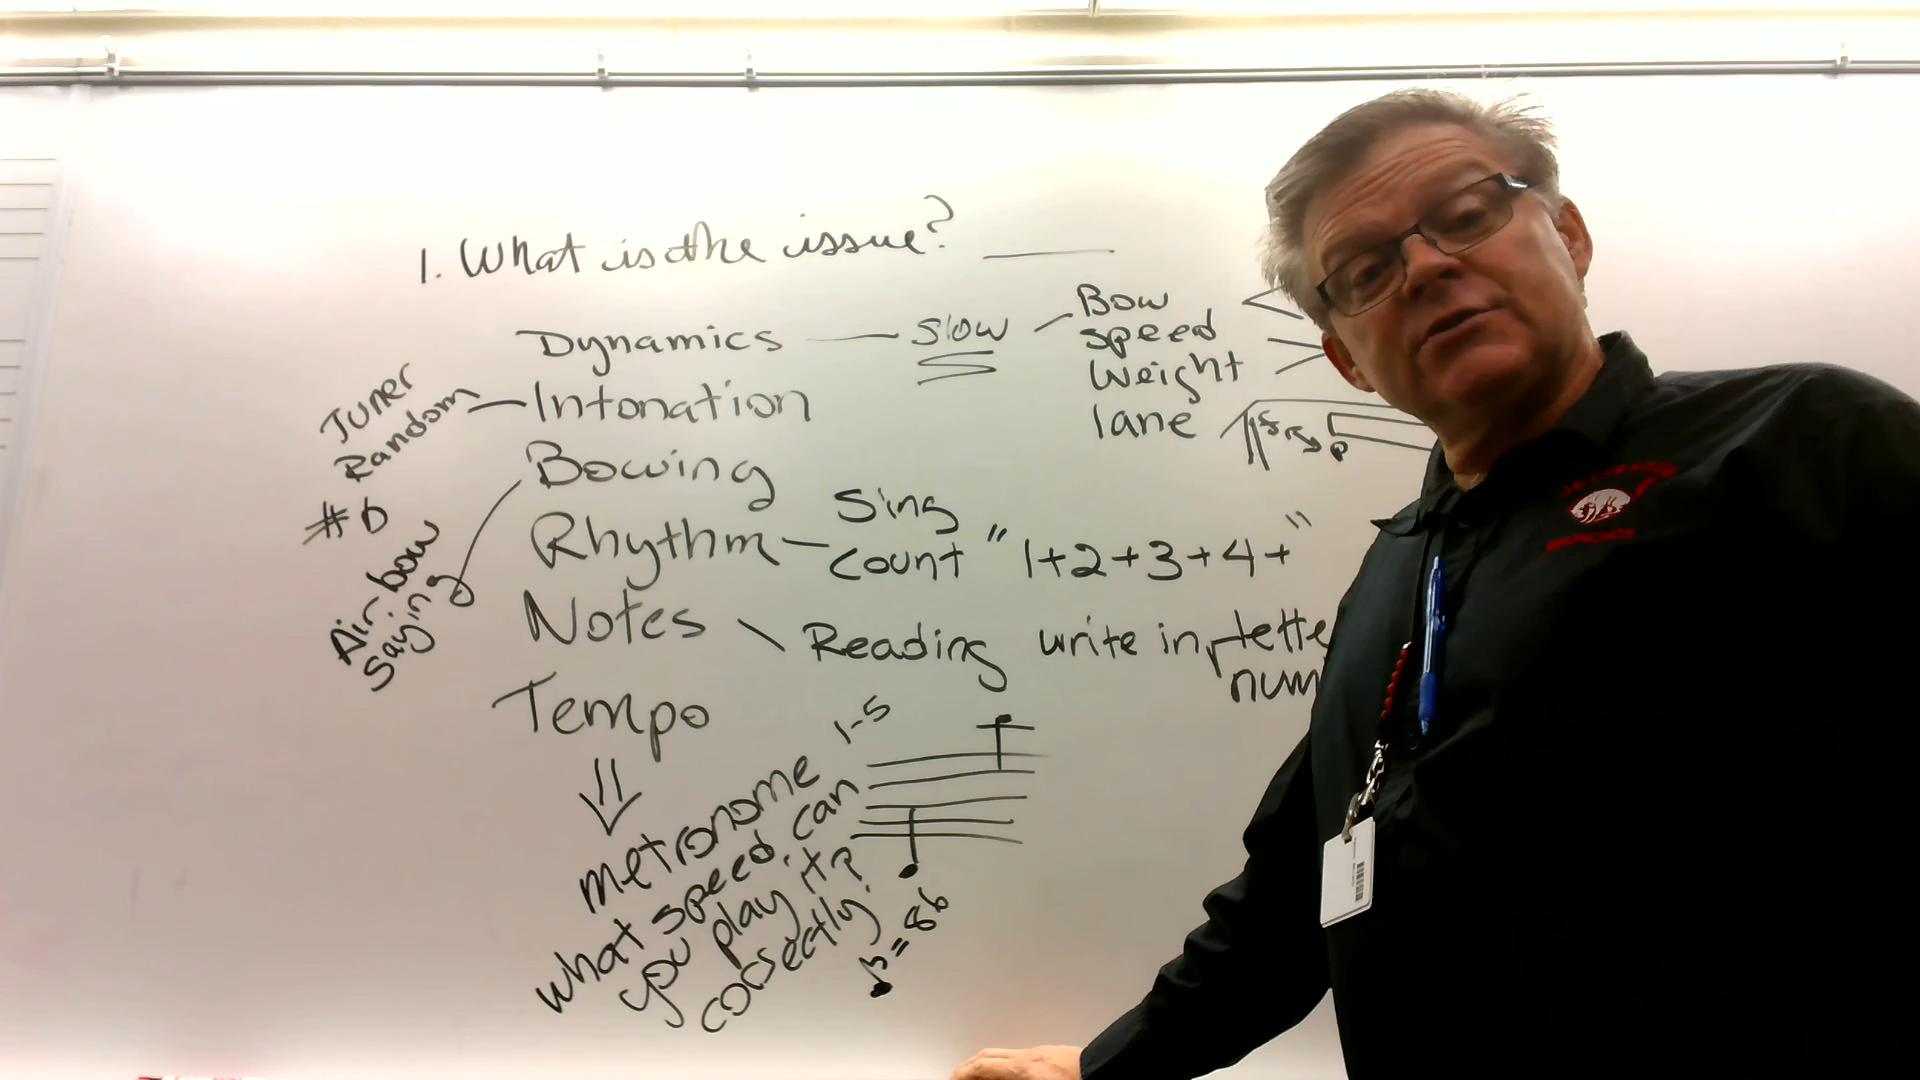 1. What is the issue?
Dynamics — slow — Bow
speed
weight
lane
f
p
Tuner
Random — Intonation
# b
Bowing
Air-bow
saying
Rhythm — Sing
count "1+2+3+4+"
Notes \ Reading write in, lette
num
Tempo
1-5
metronome
what speed can
you play it?
correctly?
♪ = 86
BRONCHOS